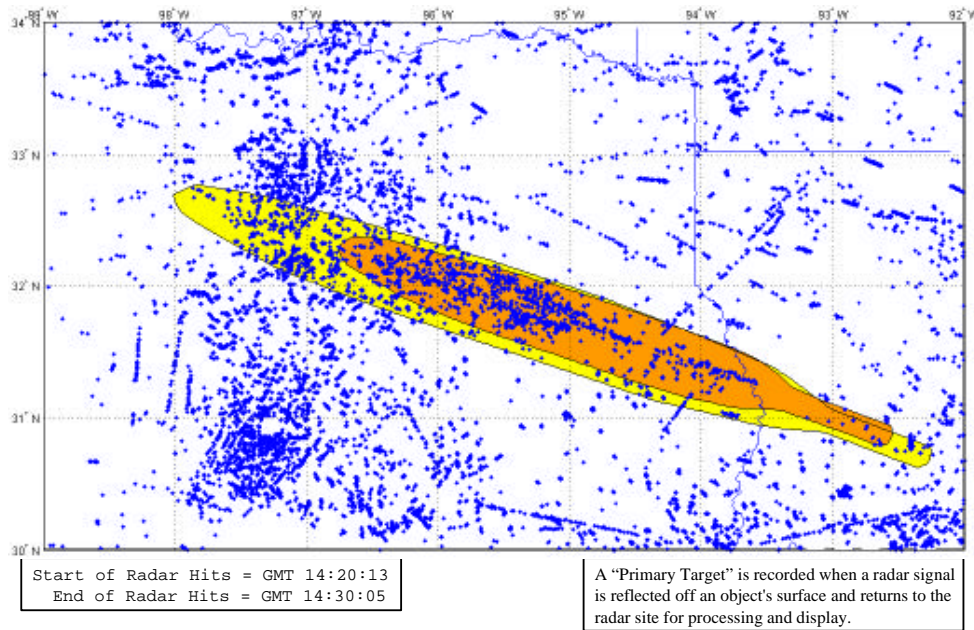 98° W 97° W 96° W 95° W 94° W 93° W 92° W
34° N
33° N
32° N
31° N
30° N
Start of Radar Hits = GMT 14:20:13
End of Radar Hits = GMT 14:30:05
A “Primary Target” is recorded when a radar signal
is reflected off an object's surface and returns to the
radar site for processing and display.